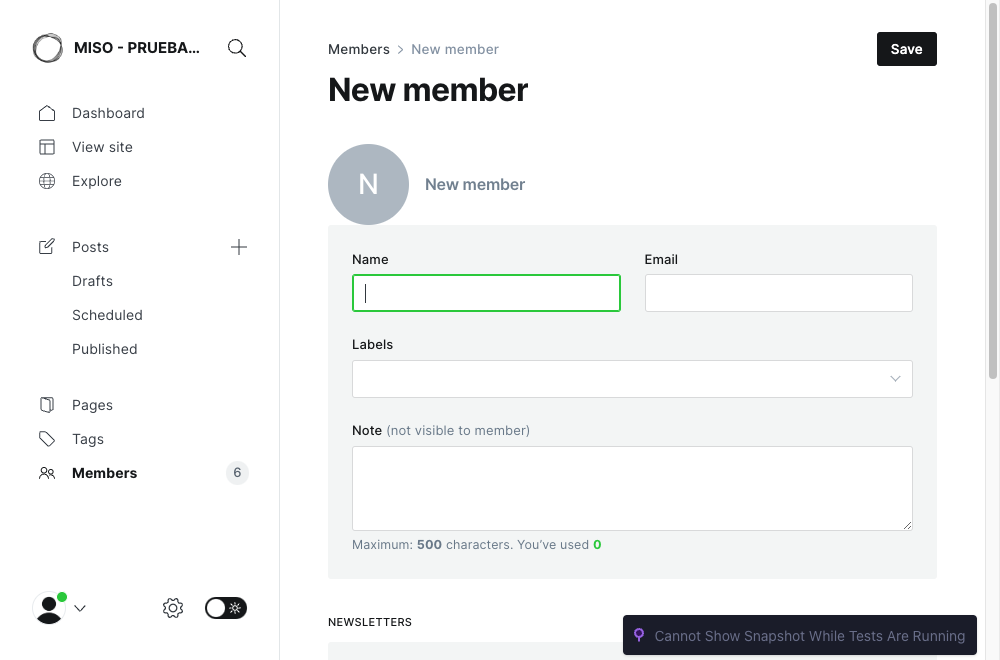 MISO - PRUEBA...
Dashboard
View site
Explore
Posts
Drafts
Scheduled
Published
Pages
Tags
Members
6
Members > New member
Save
New member
N
New member
Name
Email
Labels
Note (not visible to member)
Maximum: 500 characters. You’ve used 0
NEWSLETTERS
Cannot Show Snapshot While Tests Are Running